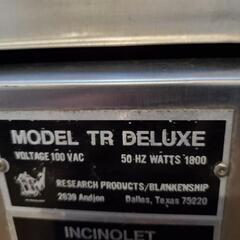 MODEL TR DELUXE
VOLTAGE 100 VAC 50 HZ WATTS 1800
RESEARCH PRODUCTS/BLANKENSHIP
2639 Andjon Dallas, Texas 75220
INCINOLET